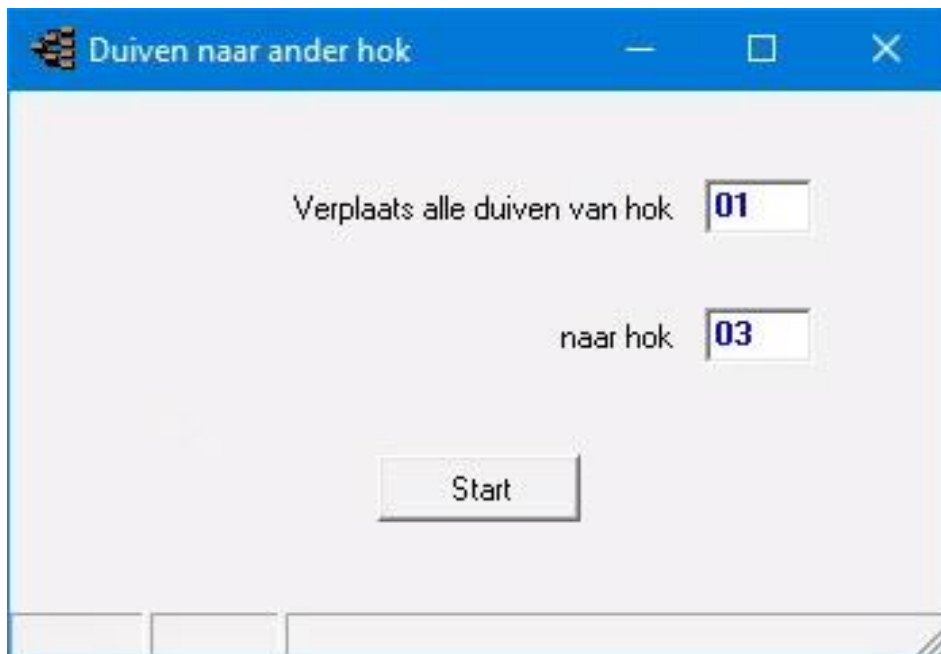 Duiven naar ander hok
Verplaats alle duiven van hok 01
naar hok 03
Start